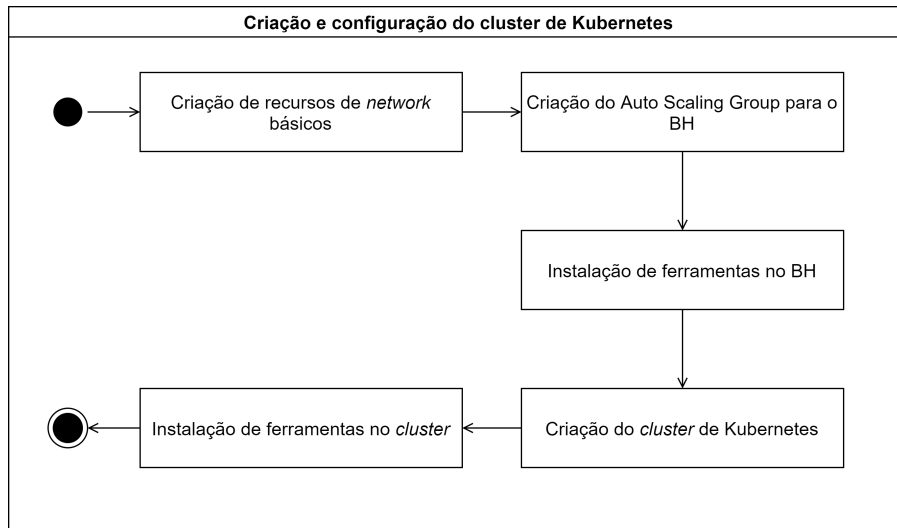 Criação e configuração do cluster de Kubernetes
Criação de recursos de network
básicos
Criação do Auto Scaling Group para o
BH
Instalação de ferramentas no BH
Criação do cluster de Kubernetes
Instalação de ferramentas no cluster